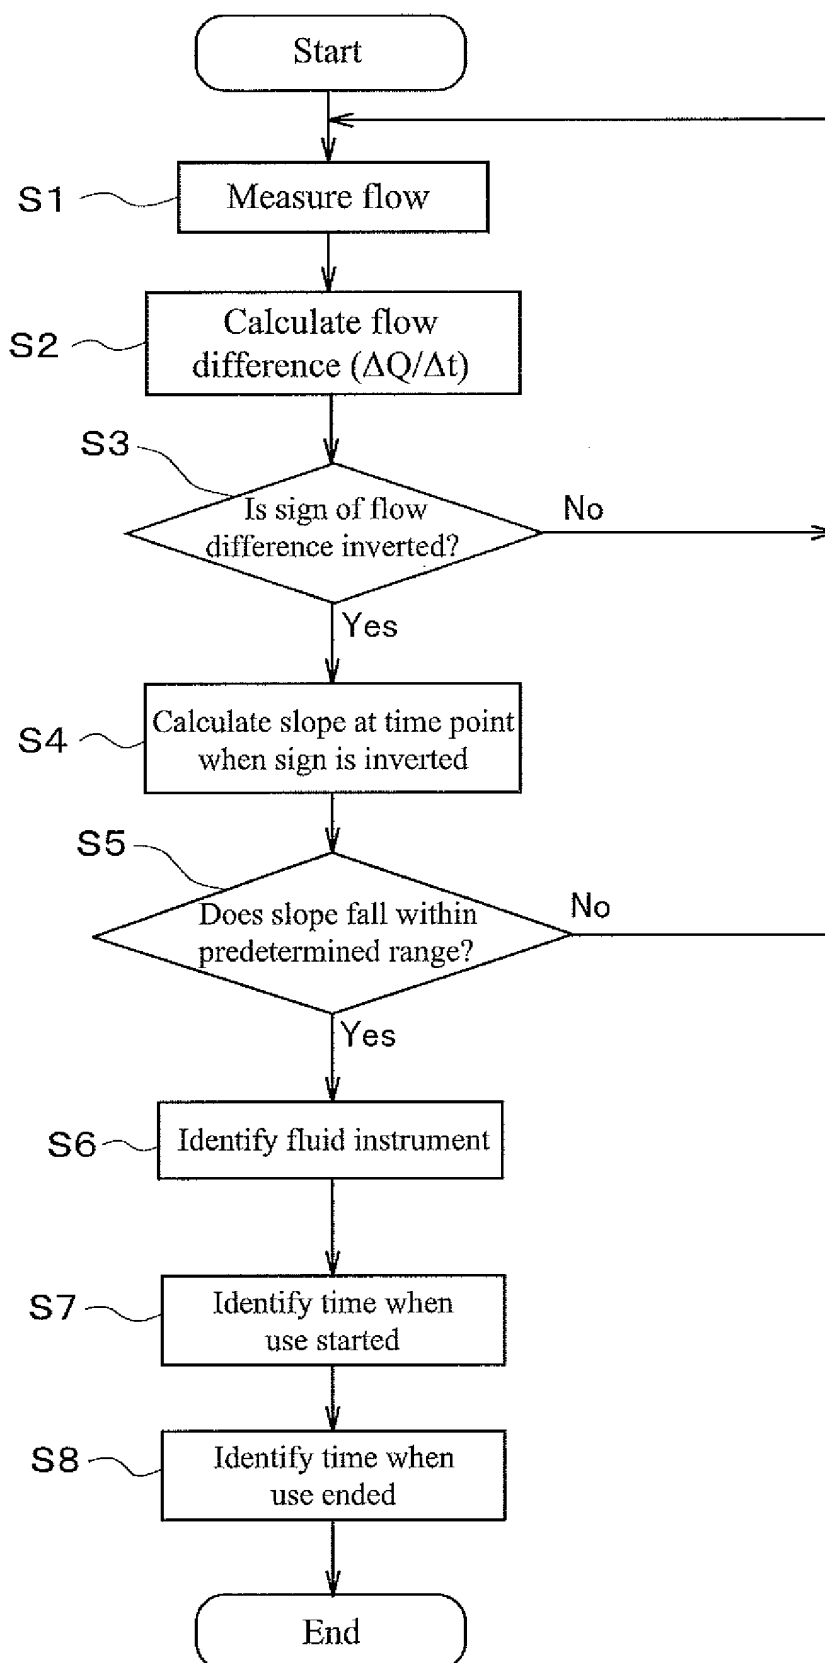 Start
S1
Measure flow
S2
Calculate flow
difference (ΔQ/Δt)
S3
Is sign of flow
difference inverted?
No
Yes
S4
Calculate slope at time point
when sign is inverted
S5
Does slope fall within
predetermined range?
No
Yes
S6
Identify fluid instrument
S7
Identify time when
use started
S8
Identify time when
use ended
End